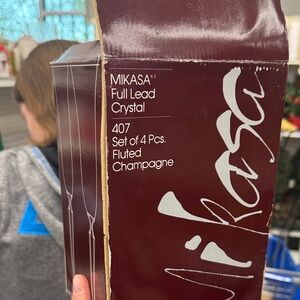 MIKASA
Full Lead
Crystal
407
Set of 4 Pcs.
Fluted
Champagne
Mikasa